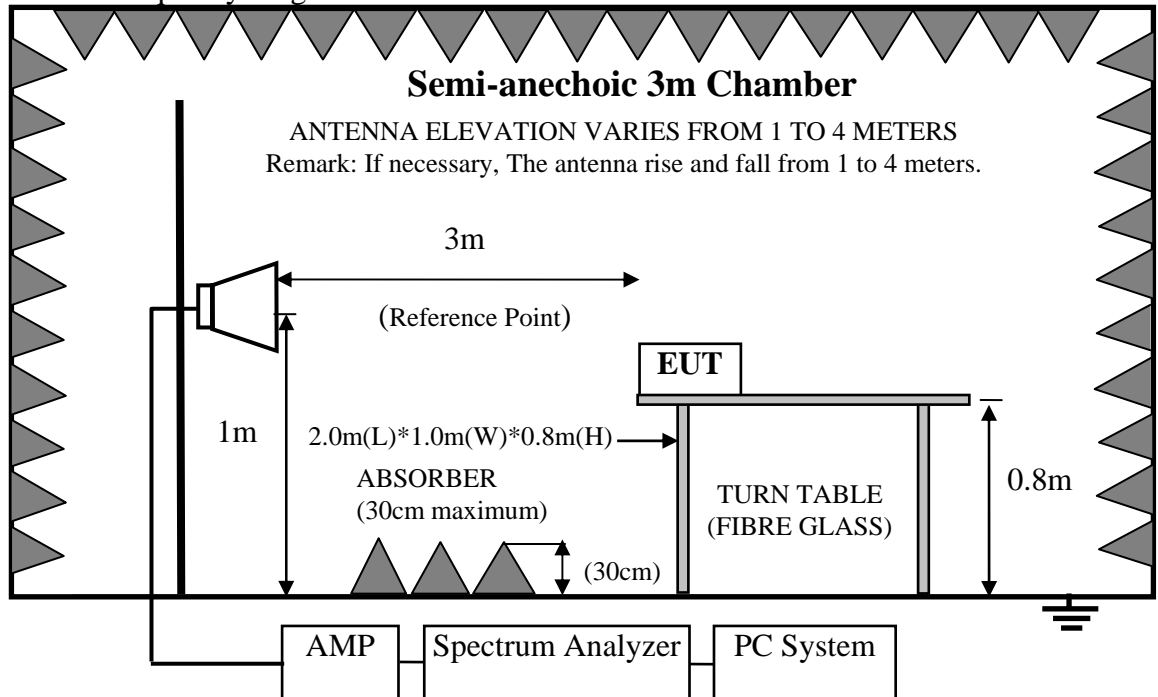 Semi-anechoic 3m Chamber
ANTENNA ELEVATION VARIES FROM 1 TO 4 METERS
Remark: If necessary, The antenna rise and fall from 1 to 4 meters.
3m
(Reference Point)
EUT
1m
2.0m(L)*1.0m(W)*0.8m(H)
ABSORBER
(30cm maximum)
(30cm)
TURN TABLE
(FIBRE GLASS)
0.8m
AMP
Spectrum Analyzer
PC System